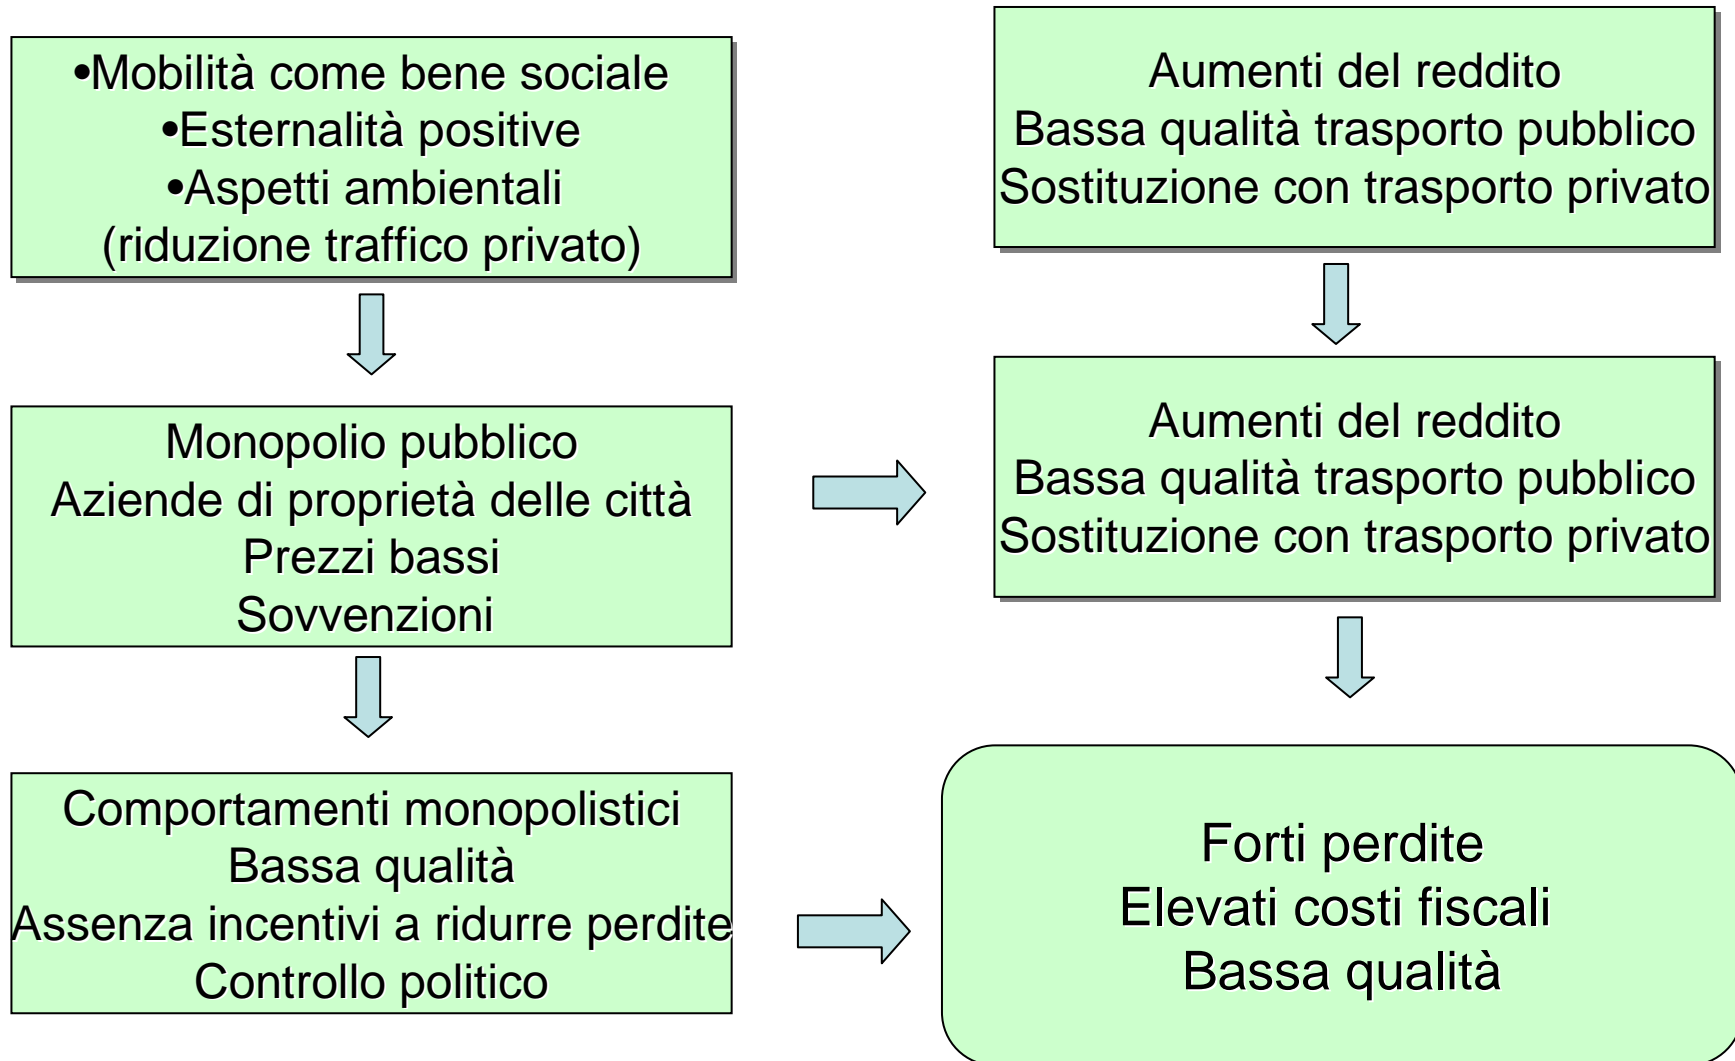 •Mobilità come bene sociale
•Esternalità positive
•Aspetti ambientali
(riduzione traffico privato)
Aumenti del reddito
Bassa qualità trasporto pubblico
Sostituzione con trasporto privato
Monopolio pubblico
Aziende di proprietà delle città
Prezzi bassi
Sovvenzioni
Aumenti del reddito
Bassa qualità trasporto pubblico
Sostituzione con trasporto privato
Comportamenti monopolistici
Bassa qualità
Assenza incentivi a ridurre perdite
Controllo politico
Forti perdite
Elevati costi fiscali
Bassa qualità